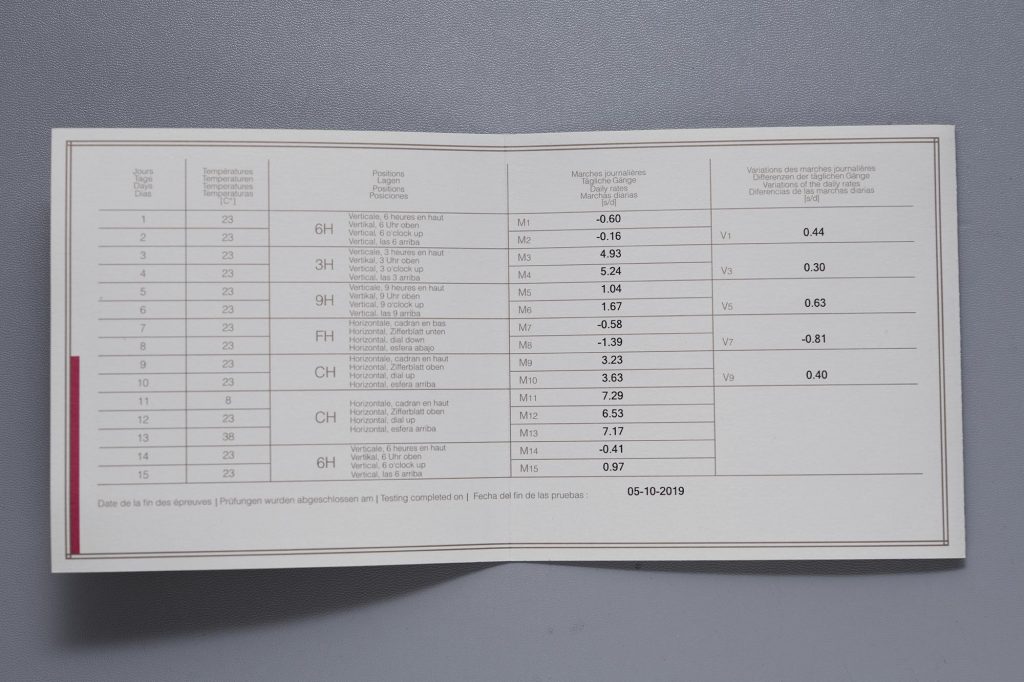 Jours
Tage
Days
Días
Températures
Temperaturen
Temperatures
Temperaturas
[C°]
Positions
Lagen
Positions
Posiciones
Marches journalières
Tägliche Gänge
Daily rates
Marchas diarias
[s/d]
Variations des marches journalières
Differenzen der täglichen Gänge
Variations of the daily rates
Diferencias de las marchas diarias
[s/d]
1 23
2 23
6H
Verticale, 6 heures en haut
Vertikal, 6 Uhr oben
Vertical, 6 o'clock up
Vertical, las 6 arriba
M1 -0.60
M2 -0.16
V1 0.44
3 23
4 23
3H
Verticale, 3 heures en haut
Vertikal, 3 Uhr oben
Vertical, 3 o'clock up
Vertical, las 3 arriba
M3 4.93
M4 5.24
V3 0.30
5 23
6 23
9H
Verticale, 9 heures en haut
Vertikal, 9 Uhr oben
Vertical, 9 o'clock up
Vertical, las 9 arriba
M5 1.04
M6 1.67
V5 0.63
7 23
8 23
FH
Horizontale, cadran en bas
Horizontal, Zifferblatt unten
Horizontal, dial down
Horizontal, esfera abajo
M7 -0.58
M8 -1.39
V7 -0.81
9 23
10 23
CH
Horizontale, cadran en haut
Horizontal, Zifferblatt oben
Horizontal, dial up
Horizontal, esfera arriba
M9 3.23
M10 3.63
V9 0.40
11 8
12 23
13 38
CH
Horizontale, cadran en haut
Horizontal, Zifferblatt oben
Horizontal, dial up
Horizontal, esfera arriba
M11 7.29
M12 6.53
M13 7.17
14 23
15 23
6H
Verticale, 6 heures en haut
Vertikal, 6 Uhr oben
Vertical, 6 o'clock up
Vertical, las 6 arriba
M14 -0.41
M15 0.97
Date de la fin des épreuves | Prüfungen wurden abgeschlossen am | Testing completed on | Fecha del fin de las pruebas : 05-10-2019